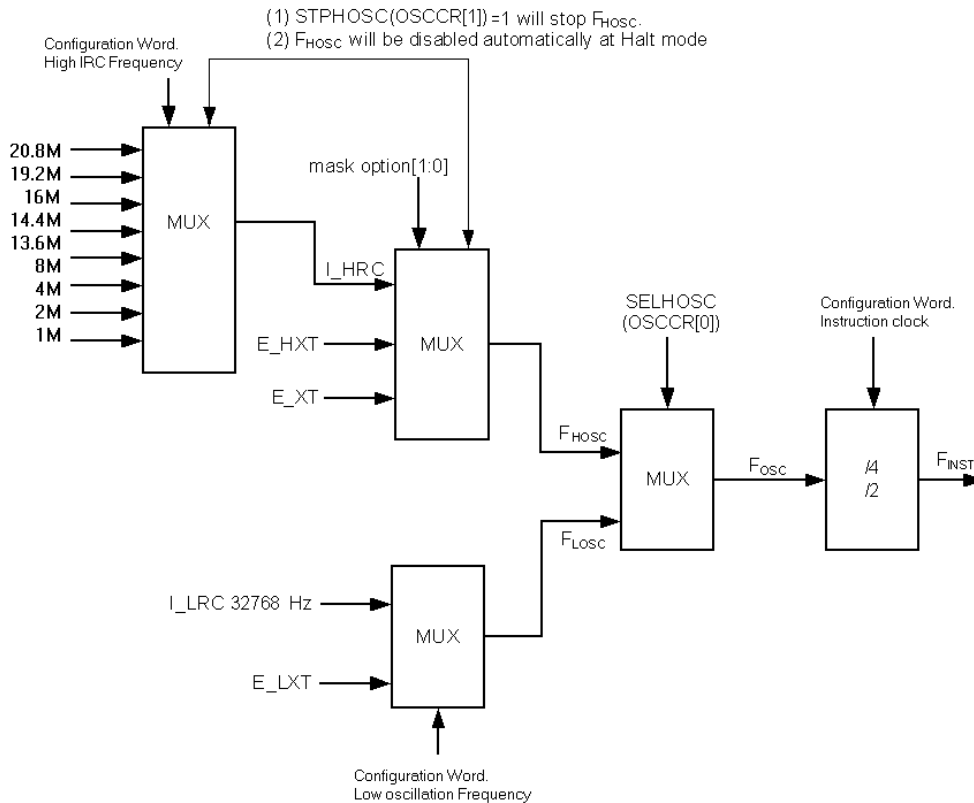 (1) STPHOSC(OSCCR[1])=1 will stop FHOSC.
(2) FHOSC will be disabled automatically at Halt mode
Configuration Word.
High IRC Frequency
20.8M
19.2M
16M
14.4M
13.6M
8M
4M
2M
1M
MUX
mask option[1:0]
I_HRC
E_HXT
E_XT
MUX
SELHOSC
(OSCCR[0])
Configuration Word.
Instruction clock
FHOSC
FLOSC
MUX
FOSC
/4
/2
FINST
I_LRC 32768 Hz
E_LXT
MUX
Configuration Word.
Low oscillation Frequency